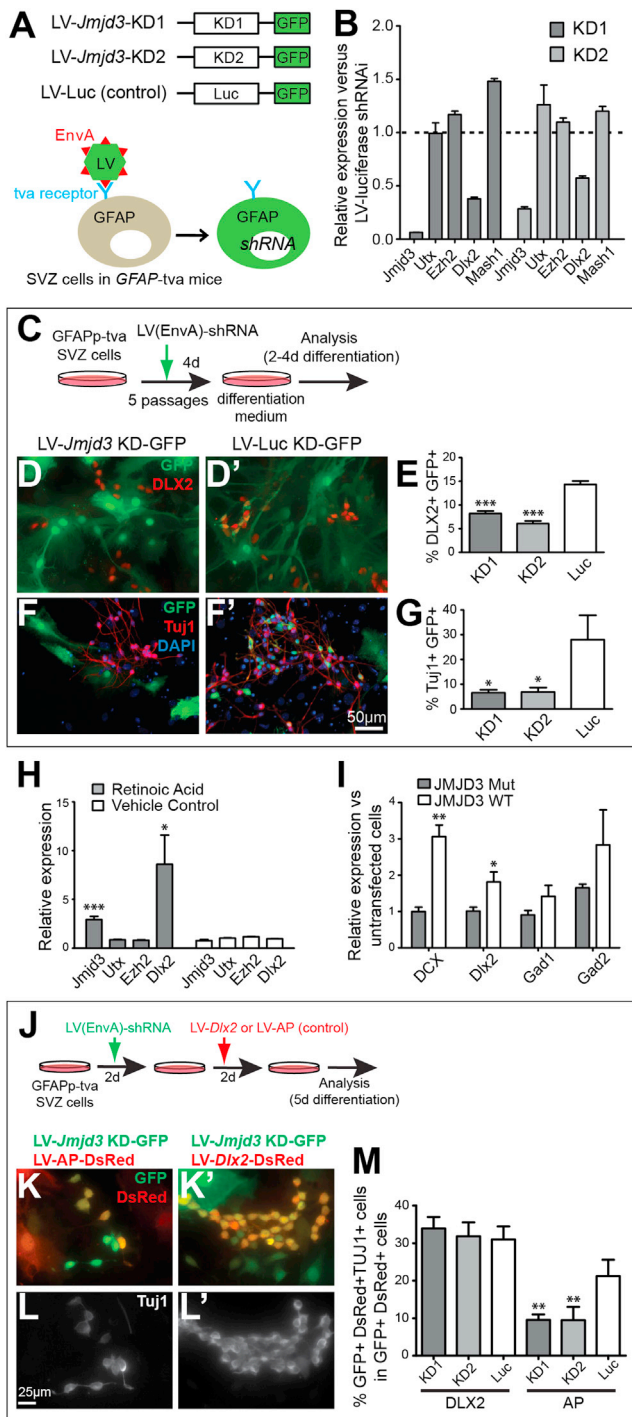 A
LV-Jmjd3-KD1
KD1
GFP
LV-Jmjd3-KD2
KD2
GFP
LV-Luc (control)
Luc
GFP
EnvA
LV
tva receptor
GFAP
GFAP
shRNA
SVZ cells in GFAP-tva mice
B
KD1
KD2
Relative expression versus
LV-luciferase shRNAi
2.0
1.5
1.0
0.5
0.0
Jmjd3
Utx
Ezh2
Dlx2
Mash1
Jmjd3
Utx
Ezh2
Dlx2
Mash1
C
GFAPp-tva
SVZ cells
LV(EnvA)-shRNA
4d
5 passages
differentiation
medium
Analysis
(2-4d differentiation)
LV-Jmjd3 KD-GFP
LV-Luc KD-GFP
D
GFP
DLX2
D'
E
% DLX2+ GFP+
20
15
10
5
0
***
***
KD1
KD2
Luc
F
GFP
Tuj1
DAPI
F'
50μm
G
% Tuj1+ GFP+
40
30
20
10
0
*
*
KD1
KD2
Luc
H
Retinoic Acid
Vehicle Control
Relative expression
15
10
5
0
***
*
Jmjd3
Utx
Ezh2
Dlx2
Jmjd3
Utx
Ezh2
Dlx2
I
JMJD3 Mut
JMJD3 WT
Relative expression vs
untransfected cells
5
4
3
2
1
0
**
*
DCX
Dlx2
Gad1
Gad2
J
LV(EnvA)-shRNA
LV-Dlx2 or LV-AP (control)
2d
2d
GFAPp-tva
SVZ cells
Analysis
(5d differentiation)
LV-Jmjd3 KD-GFP
LV-AP-DsRed
LV-Jmjd3 KD-GFP
LV-Dlx2-DsRed
K
GFP
DsRed
K'
L
Tuj1
25μm
L'
M
% GFP+ DsRed+TUJ1+ cells
in GFP+ DsRed+ cells
40
30
20
10
0
**
**
KD1
KD2
Luc
KD1
KD2
Luc
DLX2
AP